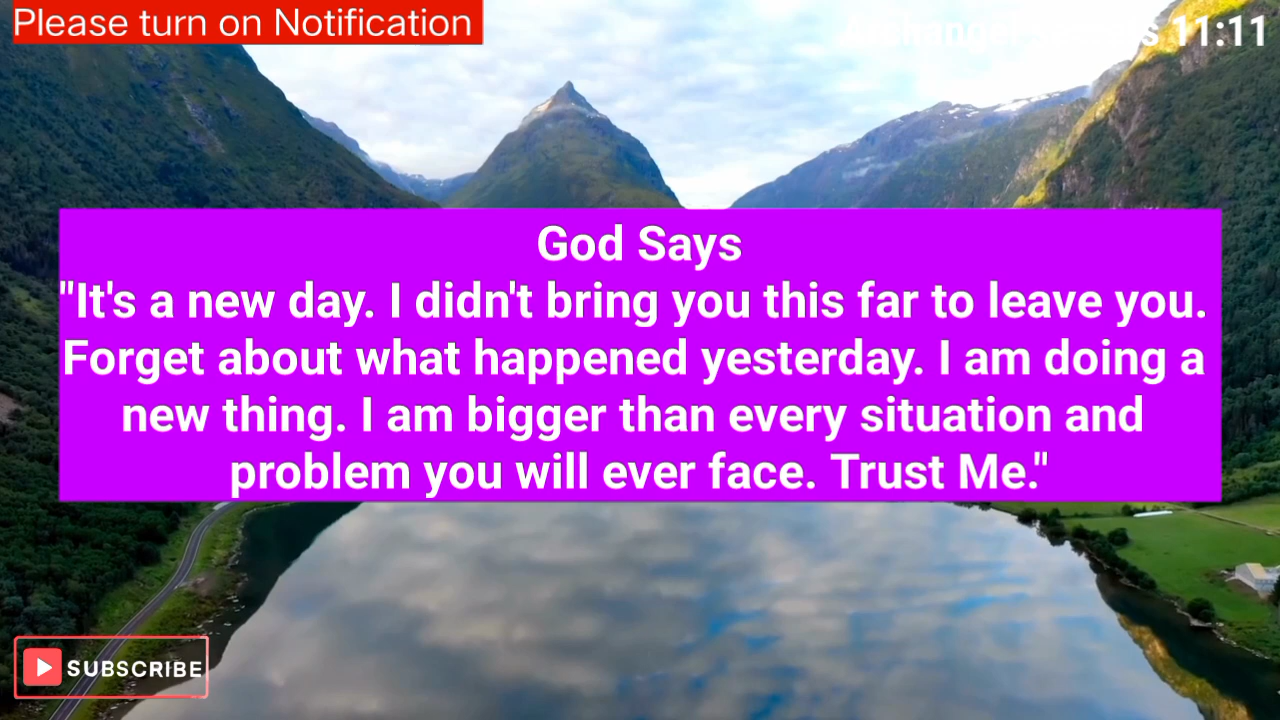 Please turn on Notification
Archangel 11:11
God Says
"It's a new day. I didn't bring you this far to leave you.
Forget about what happened yesterday. I am doing a
new thing. I am bigger than every situation and
problem you will ever face. Trust Me."
SUBSCRIBE